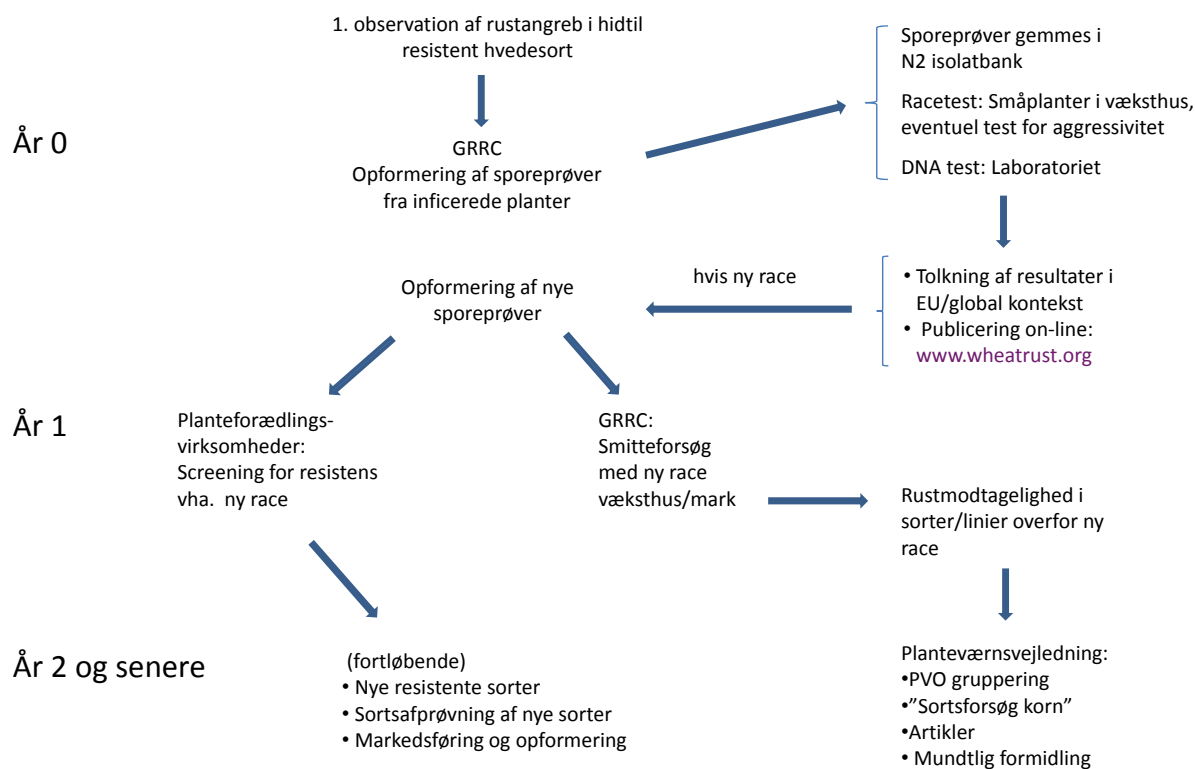 1. observation af rustangreb i hidtil
resistent hvedesort
År 0
GRRC
Opformering af sporeprøver
fra inficerede planter
Sporeprøver gemmes i
N2 isolatbank
Racetest: Småplanter i væksthus,
eventuel test for aggressivitet
DNA test: Laboratoriet
• Tolkning af resultater i
EU/global kontekst
• Publicering on-line:
www.wheatrust.org
hvis ny race
Opformering af nye
sporeprøver
År 1
Planteforædlings-
virksomheder:
Screening for resistens
vha. ny race
GRRC:
Smitteforsøg
med ny race
væksthus/mark
Rustmodtagelighed i
sorter/linier overfor ny
race
År 2 og senere
(fortløbende)
• Nye resistente sorter
• Sortsafprøvning af nye sorter
• Markedsføring og opformering
Planteværnsvejledning:
•PVO gruppering
•”Sortsforsøg korn”
•Artikler
• Mundtlig formidling